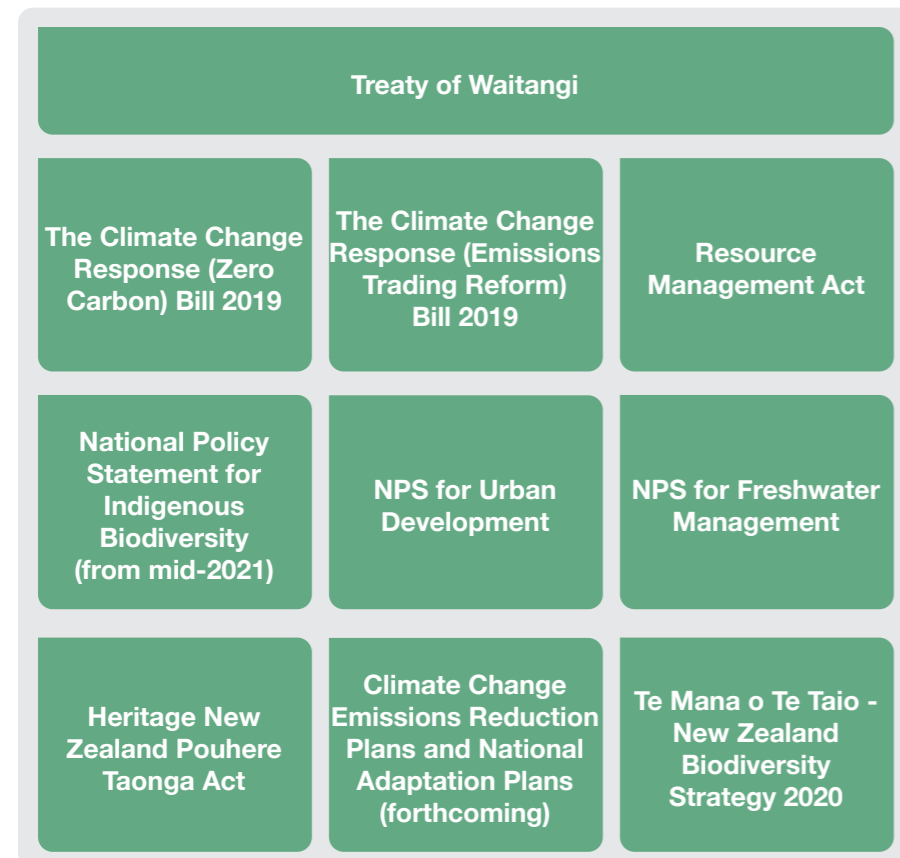 Treaty of Waitangi
The Climate Change
Response (Zero
Carbon) Bill 2019
The Climate Change
Response (Emissions
Trading Reform)
Bill 2019
Resource
Management Act
National Policy
Statement for
Indigenous
Biodiversity
(from mid-2021)
NPS for Urban
Development
NPS for Freshwater
Management
Heritage New
Zealand Pouhere
Taonga Act
Climate Change
Emissions Reduction
Plans and National
Adaptation Plans
(forthcoming)
Te Mana o Te Taio -
New Zealand
Biodiversity
Strategy 2020